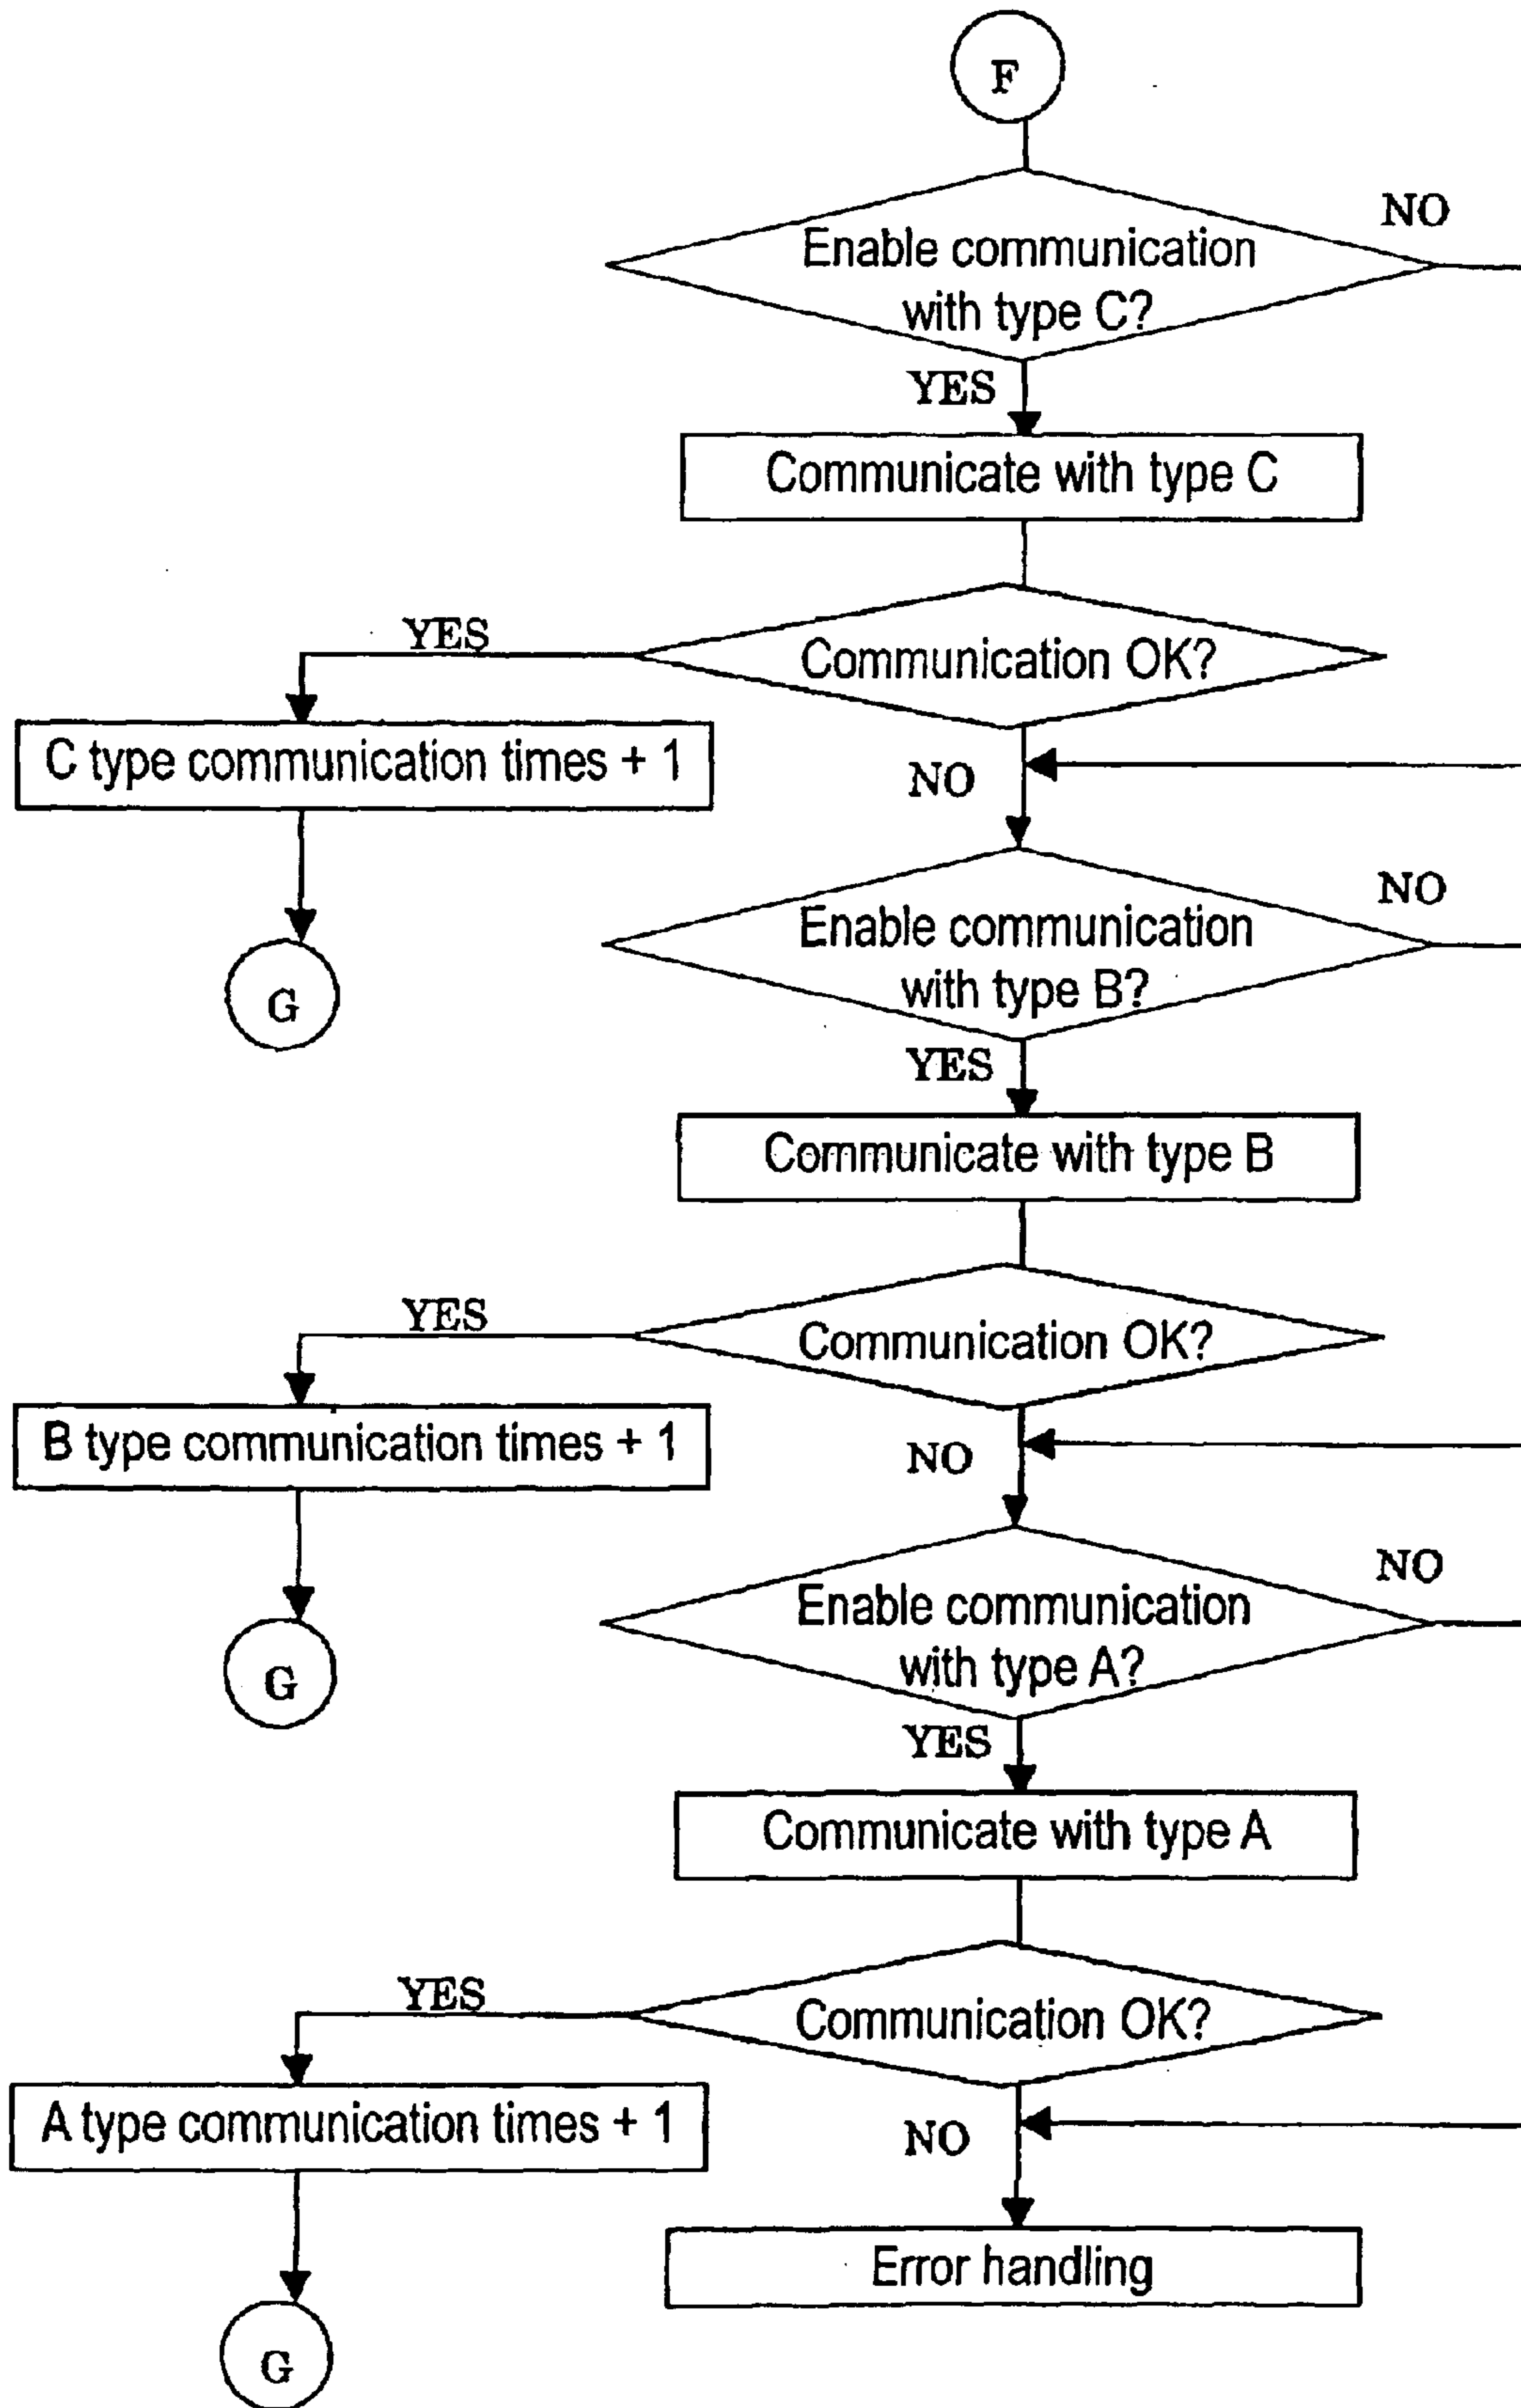 F
Enable communication
with type C?
NO
YES
Communicate with type C
Communication OK?
YES
C type communication times + 1
G
NO
Enable communication
with type B?
NO
YES
Communicate with type B
Communication OK?
YES
B type communication times + 1
G
NO
Enable communication
with type A?
NO
YES
Communicate with type A
Communication OK?
YES
A type communication times + 1
G
NO
Error handling